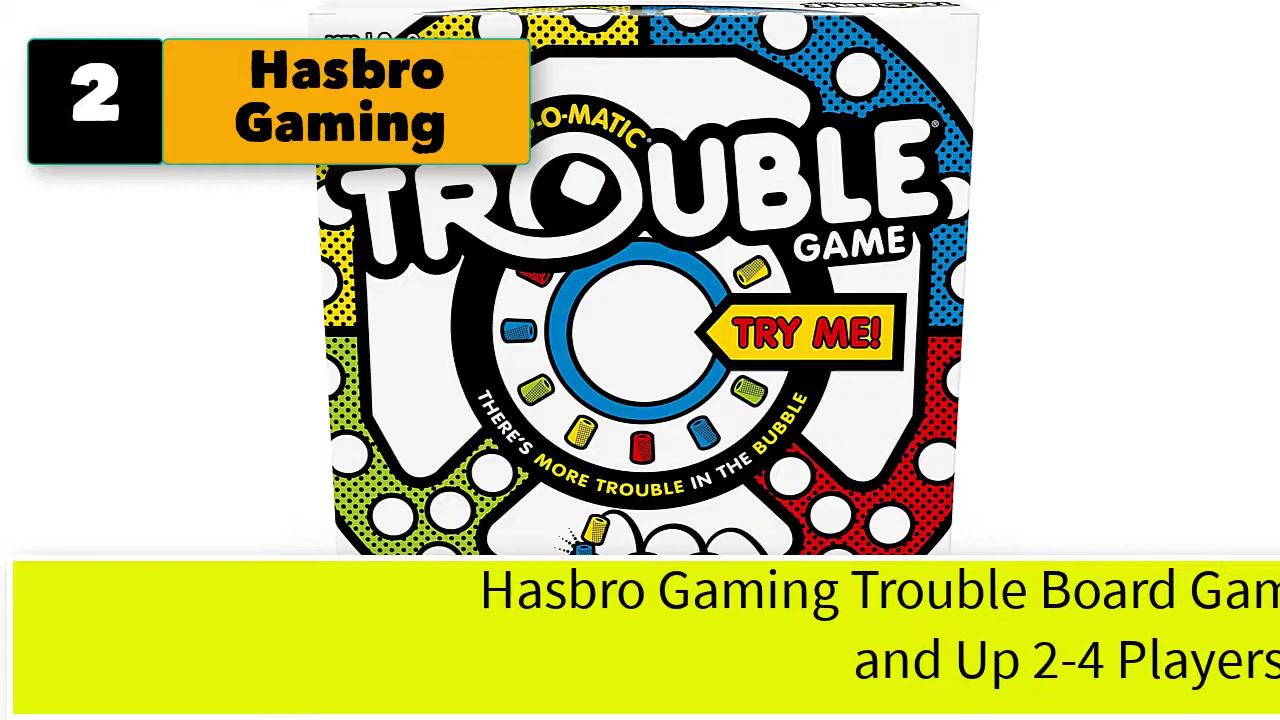 2
Hasbro
Gaming
-O-MATIC
TROUBLE®
GAME
TRY ME!
THERE'S MORE TROUBLE IN THE BUBBLE
Hasbro Gaming Trouble Board Gam
and Up 2-4 Players